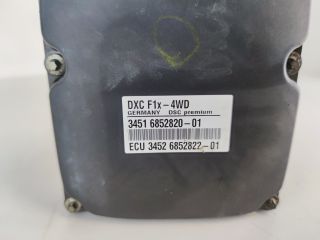 DXC F1x-4WD
GERMANY DSC premium
3451 6852820-01
ECU 3452 6852822-01